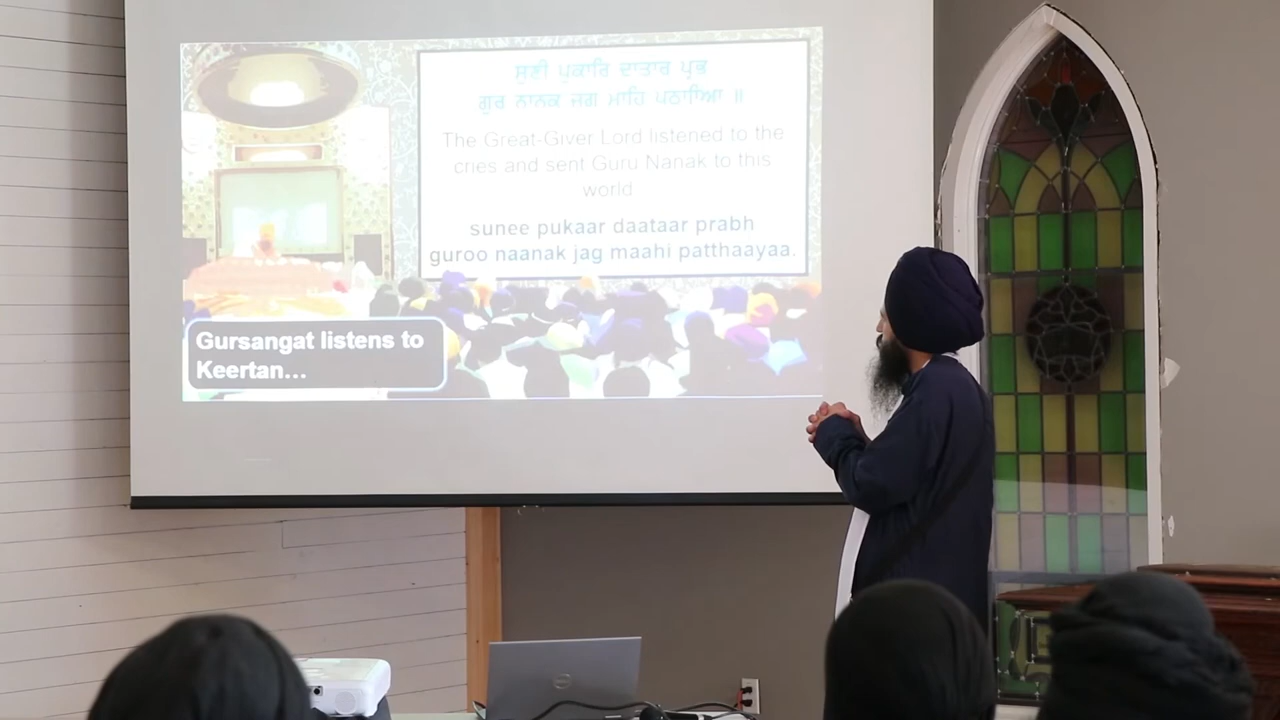 ਸੁਣੀ ਪੁਕਾਰਿ ਦਾਤਾਰ ਪ੍ਰਭ
ਗੁਰ ਨਾਨਕ ਜਗ ਮਾਹਿ ਪਠਾਇਆ ॥
The Great-Giver Lord listened to the
cries and sent Guru Nanak to this
world
sunee pukaar daataar prabh
guroo naanak jag maahi patthaayaa.
Gursangat listens to
Keertan...
DELL